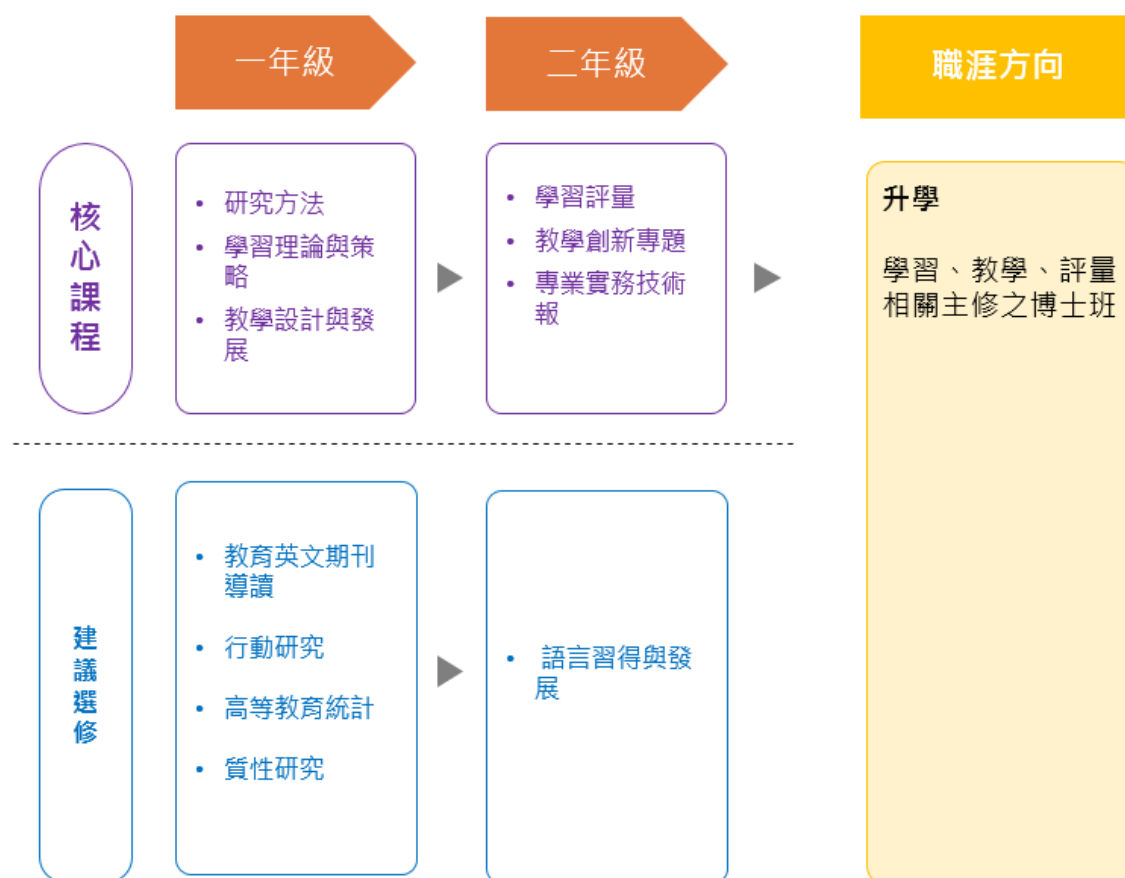 一年級
二年級
職涯方向
核
心
課
程
• 研究方法
• 學習理論與策
略
• 教學設計與發
展
• 學習評量
• 教學創新專題
• 專業實務技術
報
升學
學習、教學、評量
相關主修之博士班
建
議
選
修
• 教育英文期刊
導讀
• 行動研究
• 高等教育統計
• 質性研究
• 語言習得與發
展